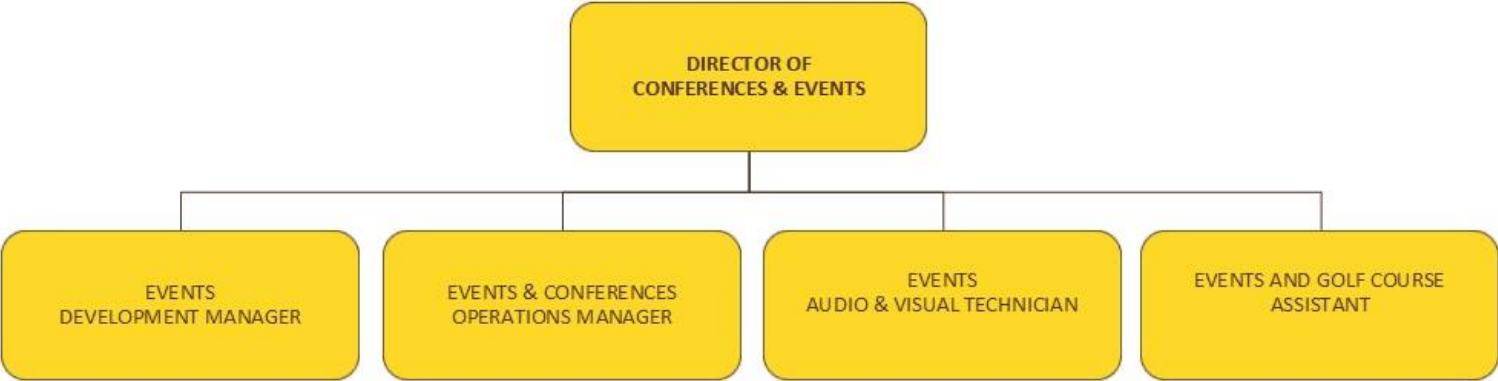 DIRECTOR OF
CONFERENCES & EVENTS
EVENTS
DEVELOPMENT MANAGER
EVENTS & CONFERENCES
OPERATIONS MANAGER
EVENTS
AUDIO & VISUAL TECHNICIAN
EVENTS AND GOLF COURSE
ASSISTANT